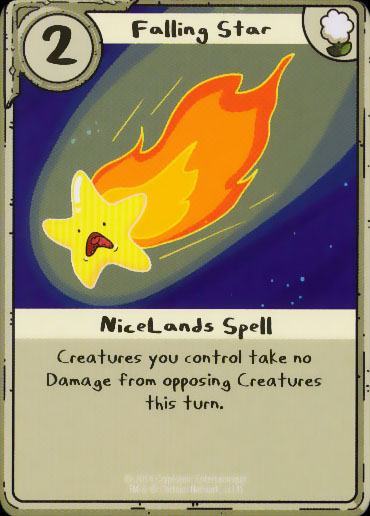 2
Falling Star
NiceLands Spell
Creatures you control take no
Damage from opposing Creatures
this turn.